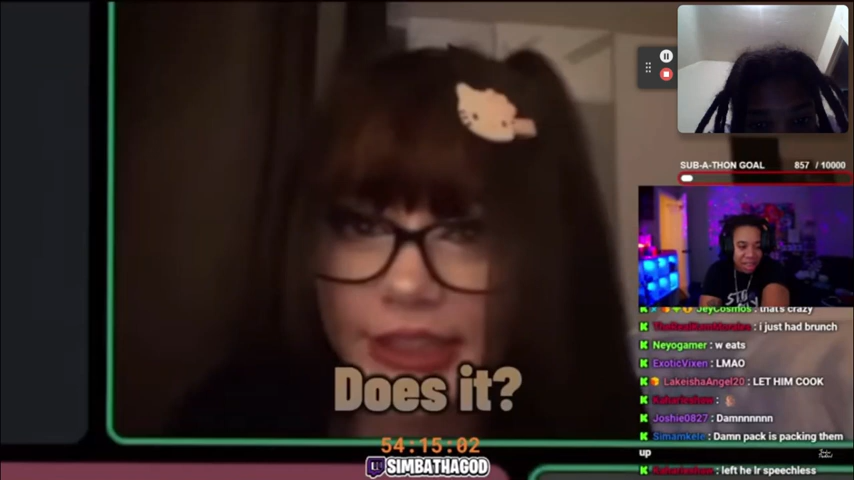 SUB-A-THON GOAL 857 / 10000
JeyCosmos : that's crazy
: i just had brunch
Neyogamer : w eats
ExoticVixen : LMAO
LakeishaAngel20 : LET HIM COOK
Joshie0827 : Damnnnnnn
Simamkele : Damn pack is packing them
up
: left he lr speechless
Does it?
54:15:02
SIMBATHAGOD